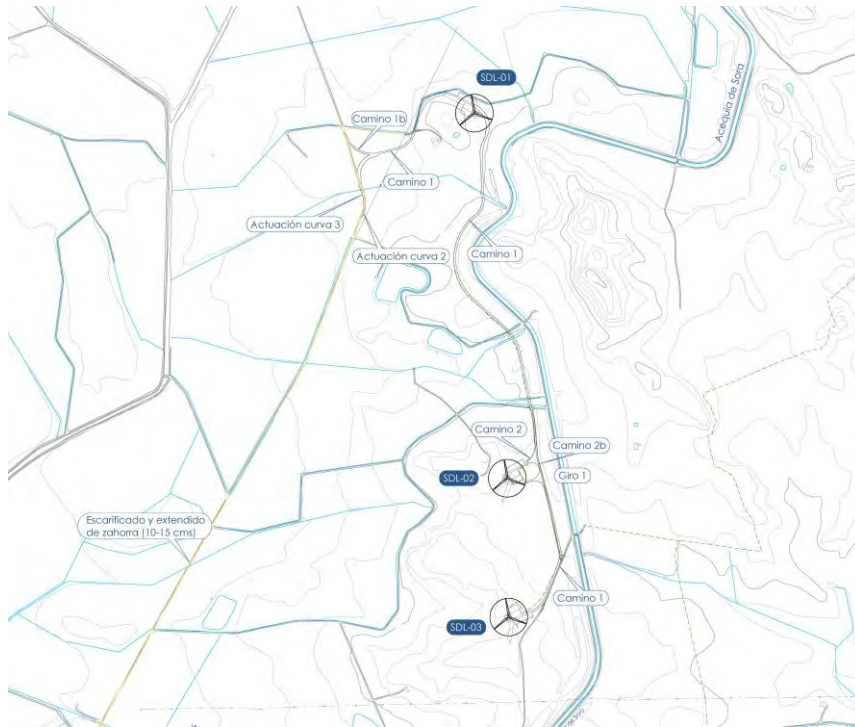 SDL-01
Acequia de Sora
Camino 1b
Camino 1
Actuación curva 3
Actuación curva 2
Camino 1
Camino 2
Camino 2b
SDL-02
Giro 1
Escarificado y extendido
de zahorra (10-15 cms)
Camino 1
SDL-03